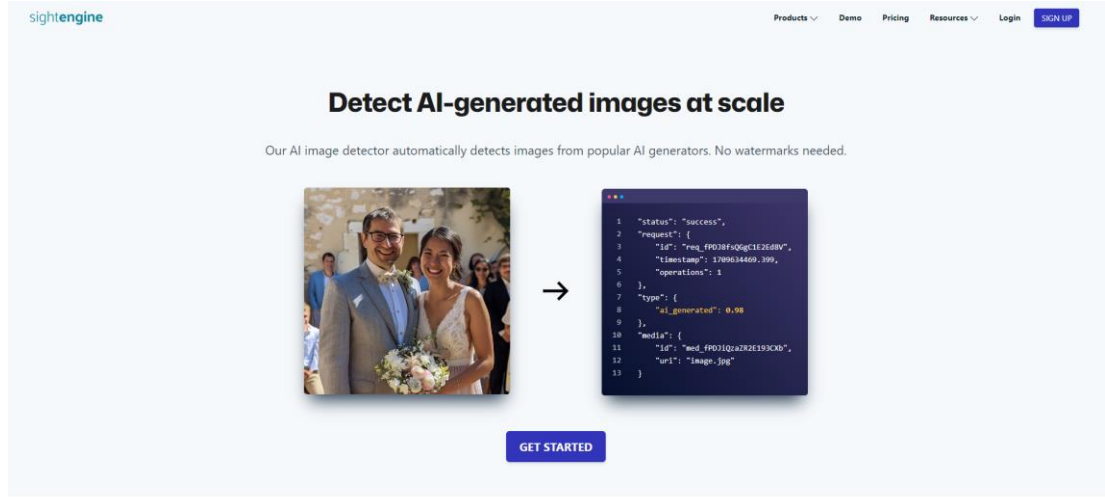 sightengine
Products Demo Pricing Resources Login SIGN UP
Detect AI-generated images at scale
Our AI image detector automatically detects images from popular AI generators. No watermarks needed.
1 "status": "success",
2 "request": {
3 "id": "req_fPDJ8fsQGgC1E2Ed8V",
4 "timestamp": 1709634469.399,
5 "operations": 1
6 },
7 "type": {
8 "ai_generated": 0.98
9 },
10 "media": {
11 "id": "med_fPDJiQzaZR2E193CXb",
12 "uri": "image.jpg"
13 }
GET STARTED